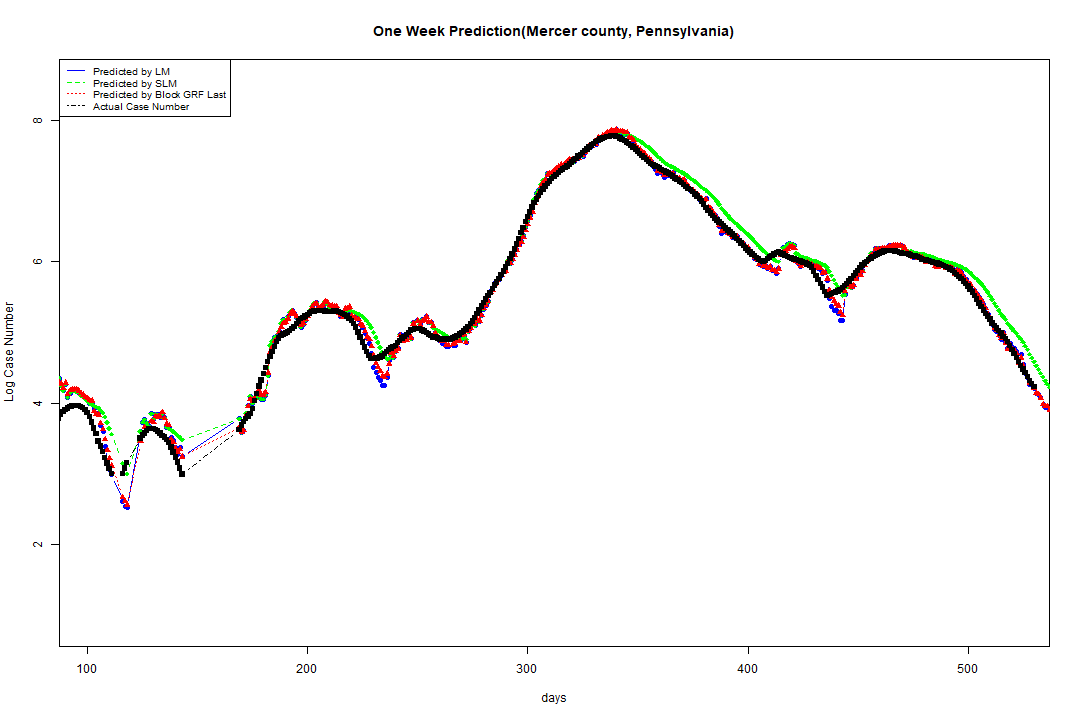 One Week Prediction(Mercer county, Pennsylvania)
Predicted by LM
Predicted by SLM
Predicted by Block GRF Last
Actual Case Number
8
6
4
2
Log Case Number
100 200 300 400 500
days